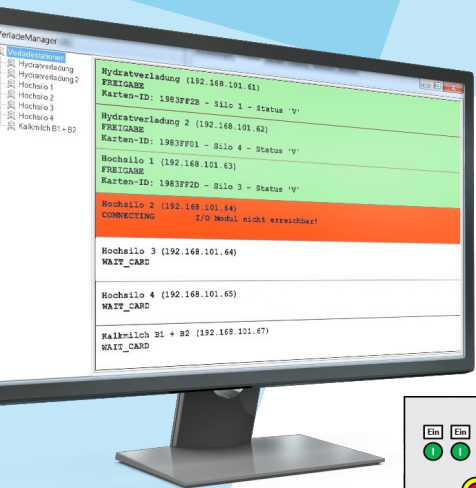 VerladeManager
Verladestationen
Hydratverladung
Hydratverladung 2
Hochsilo 1
Hochsilo 2
Hochsilo 3
Hochsilo 4
Kalkmilch B1 + B2
Hydratverladung (192.168.101.61)
FREIGABE
Karten-ID: 1983FF2B - Silo 1 - Status 'V'
Hydratverladung 2 (192.168.101.62)
FREIGABE
Karten-ID: 1983FF01 - Silo 4 - Status 'V'
Hochsilo 1 (192.168.101.63)
FREIGABE
Karten-ID: 1983FF2D - Silo 3 - Status 'V'
Hochsilo 2 (192.168.101.64)
CONNECTING I/O Modul nicht erreichbar!
Hochsilo 3 (192.168.101.64)
WAIT_CARD
Hochsilo 4 (192.168.101.65)
WAIT_CARD
Kalkmilch B1 + B2 (192.168.101.67)
WAIT_CARD
Ein Ein
I I